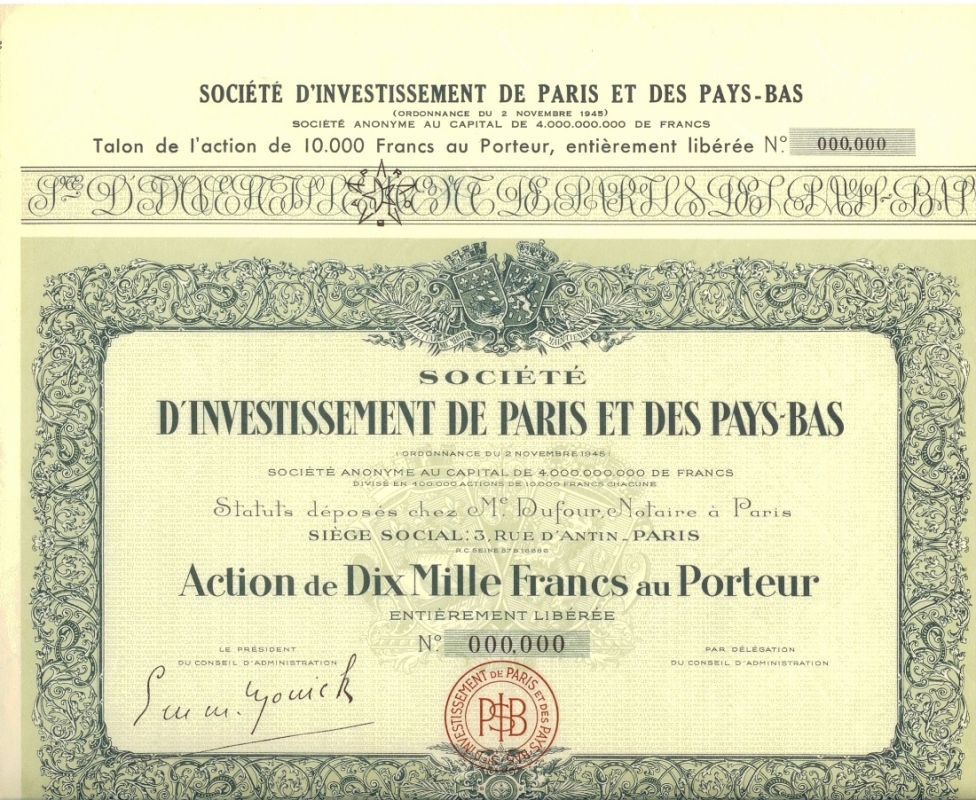 SOCIÉTÉ D'INVESTISSEMENT DE PARIS ET DES PAYS-BAS
(ORDONNANCE DU 2 NOVEMBRE 1945)
SOCIÉTÉ ANONYME AU CAPITAL DE 4.000.000.000 DE FRANCS
Talon de l'action de 10.000 Francs au Porteur, entièrement libérée N° 000,000
SOCIÉTÉ
D'INVESTISSEMENT DE PARIS ET DES PAYS-BAS
(ORDONNANCE DU 2 NOVEMBRE 1945)
SOCIÉTÉ ANONYME AU CAPITAL DE 4.000.000.000 DE FRANCS
DIVISÉ EN 400.000 ACTIONS DE 10.000 FRANCS CHACUNE
Statuts déposés chez Me Dufour, Notaire à Paris
SIÈGE SOCIAL: 3, RUE D'ANTIN_PARIS
Action de Dix Mille Francs au Porteur
ENTIÈREMENT LIBÉRÉE
N° 000,000
LE PRÉSIDENT
DU CONSEIL D'ADMINISTRATION
PAR DÉLÉGATION
DU CONSEIL D'ADMINISTRATION
Sté D'INVESTISSEMENT DE PARIS ET DES PAYS-BAS